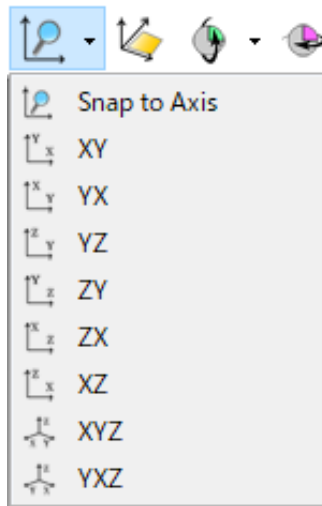 Snap to Axis
Y X XY
X Y YX
Z Y YZ
Y Z ZY
X Z ZX
Z X XZ
Z X Y XYZ
Z Y X YXZ